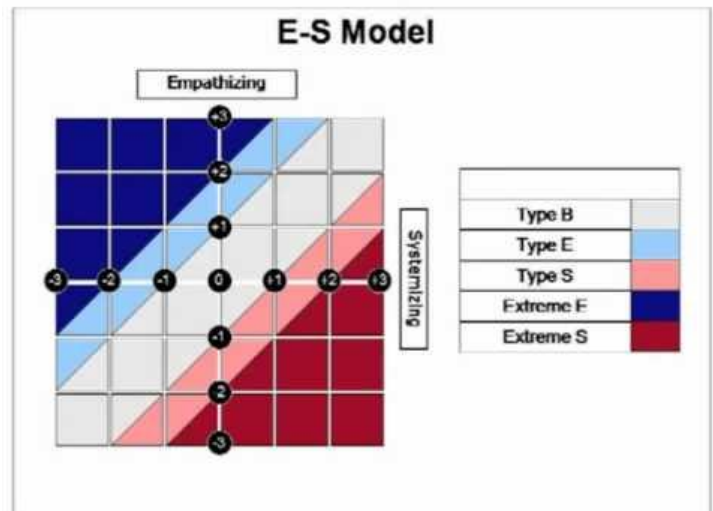 E-S Model
Empathizing
+3
+2
+1
-3 -2 -1 0 +1 +2 +3
-1
2
-3
Systemizing
Type B
Type E
Type S
Extreme E
Extreme S